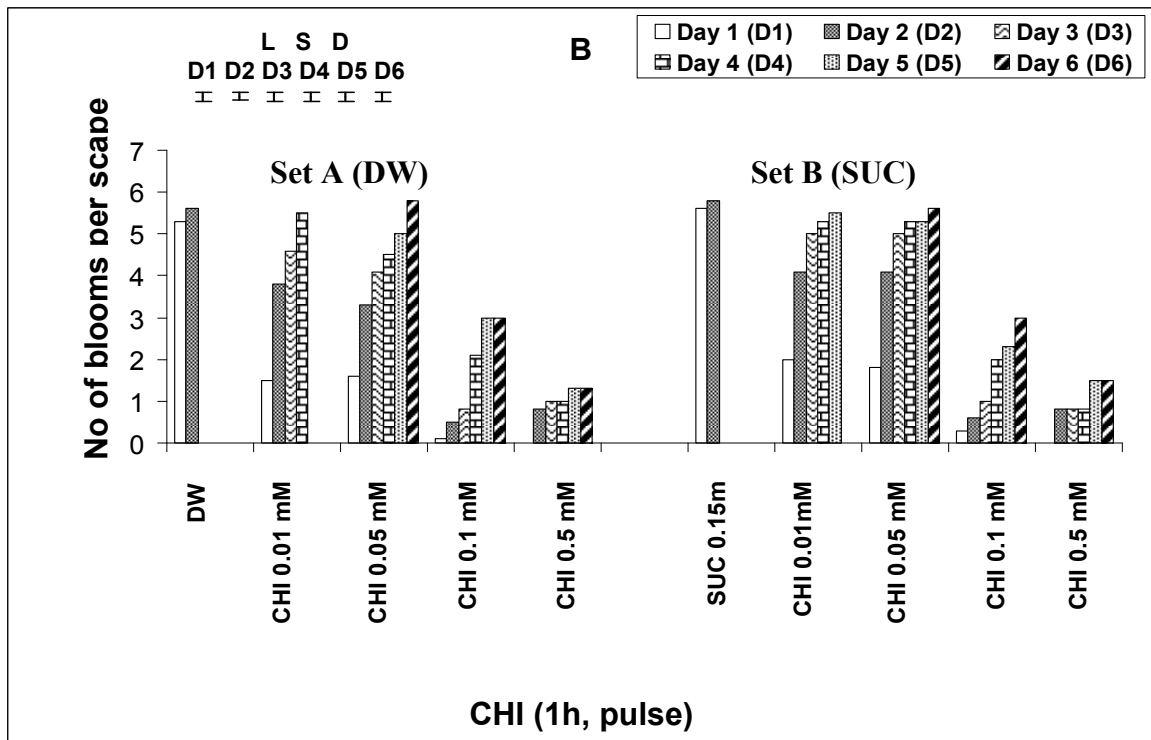 L S D
D1 D2 D3 D4 D5 D6
B
Day 1 (D1) Day 2 (D2) Day 3 (D3)
Day 4 (D4) Day 5 (D5) Day 6 (D6)
Set A (DW) Set B (SUC)
No of blooms per scape
7
6
5
4
3
2
1
0
DW
CHI 0.01 mM
CHI 0.05 mM
CHI 0.1 mM
CHI 0.5 mM
SUC 0.15m
CHI 0.01mM
CHI 0.05 mM
CHI 0.1 mM
CHI 0.5 mM
CHI (1h, pulse)